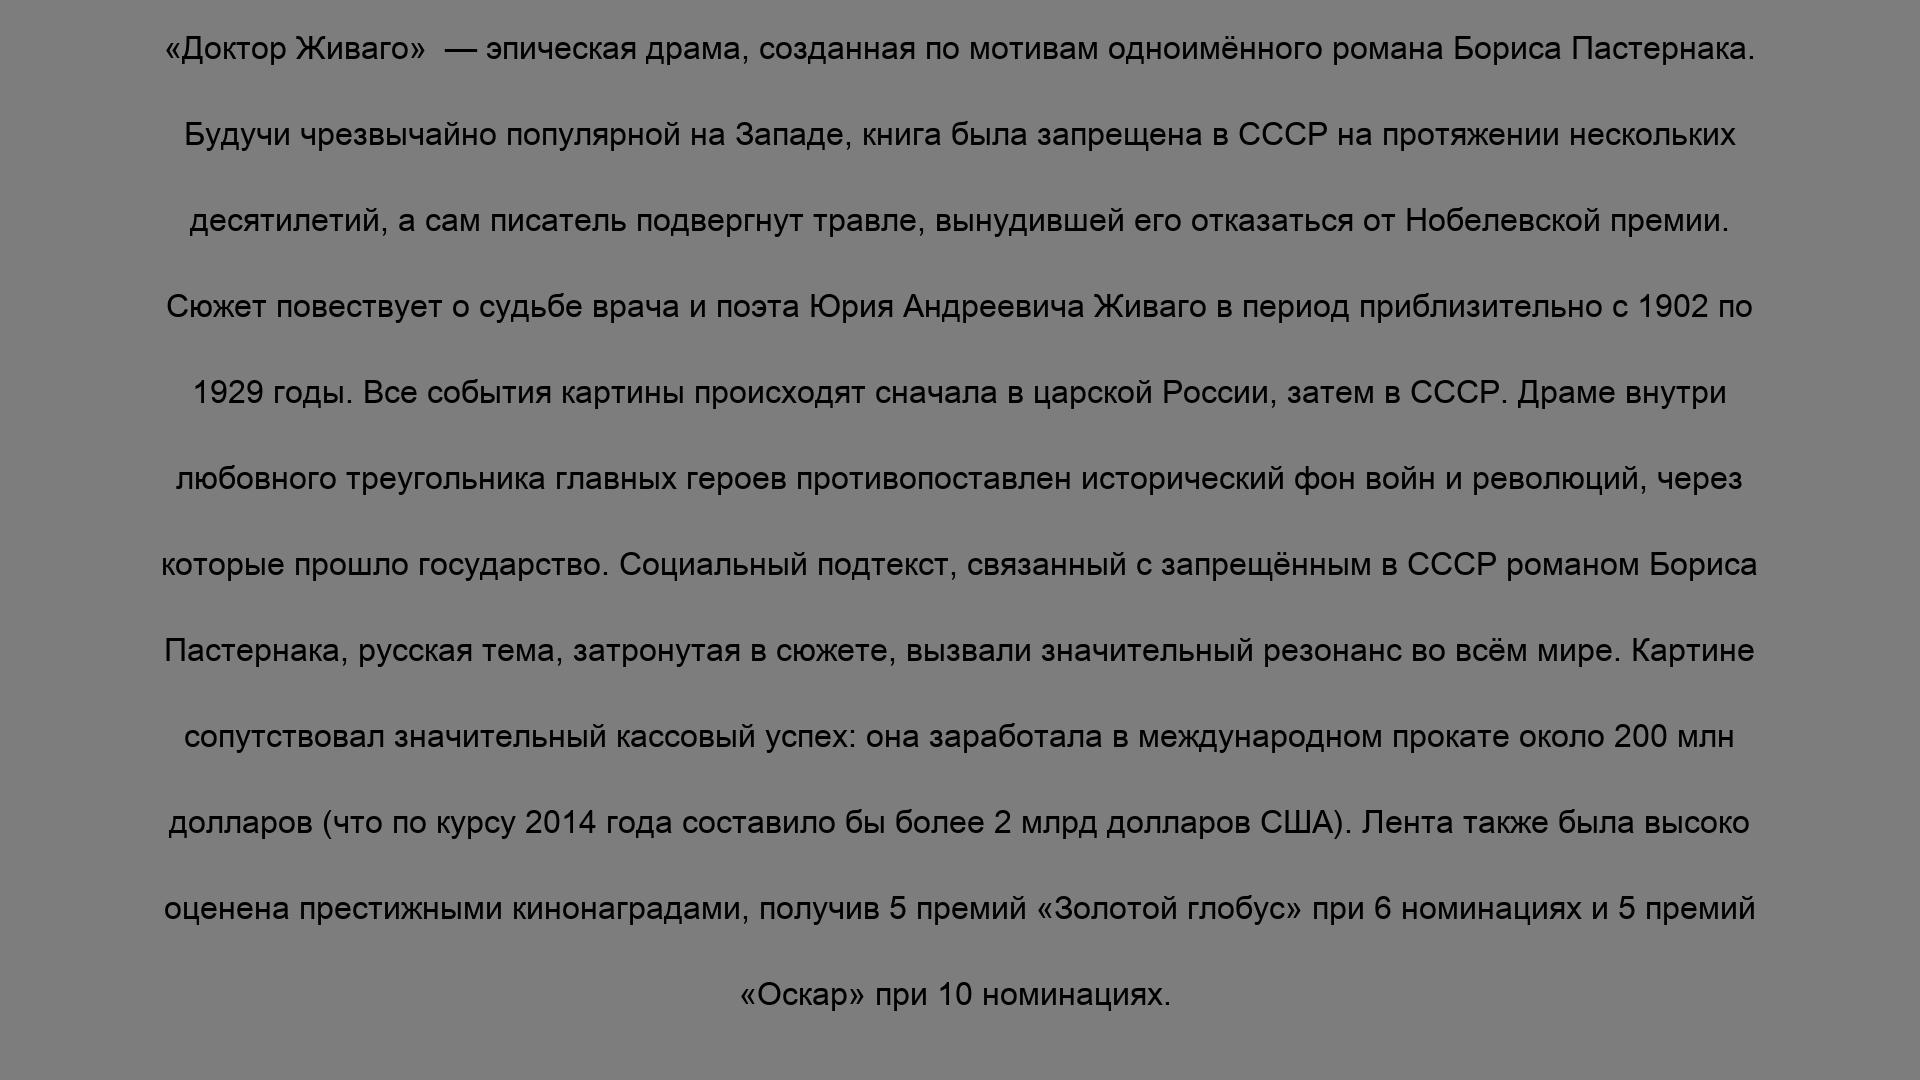 «Доктор Живаго»  — эпическая драма, созданная по мотивам одноимённого романа Бориса Пастернака.
Будучи чрезвычайно популярной на Западе, книга была запрещена в СССР на протяжении нескольких
десятилетий, а сам писатель подвергнут травле, вынудившей его отказаться от Нобелевской премии.
Сюжет повествует о судьбе врача и поэта Юрия Андреевича Живаго в период приблизительно с 1902 по
1929 годы. Все события картины происходят сначала в царской России, затем в СССР. Драме внутри
любовного треугольника главных героев противопоставлен исторический фон войн и революций, через
которые прошло государство. Социальный подтекст, связанный с запрещённым в СССР романом Бориса
Пастернака, русская тема, затронутая в сюжете, вызвали значительный резонанс во всём мире. Картине
сопутствовал значительный кассовый успех: она заработала в международном прокате около 200 млн
долларов (что по курсу 2014 года составило бы более 2 млрд долларов США). Лента также была высоко
оценена престижными кинонаградами, получив 5 премий «Золотой глобус» при 6 номинациях и 5 премий
«Оскар» при 10 номинациях.